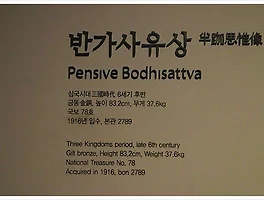 반가사유상 半跏思惟像
Pensive Bodhisattva
삼국시대三國時代 6세기 후반
금동金銅, 높이 83.2cm, 무게 37.6kg
국보 78호
1916년 입수, 본관 2789
Three Kingdoms period, late 6th century
Gilt bronze, Height 83.2cm, Weight 37.6kg
National Treasure No. 78
Acquired in 1916, bon 2789